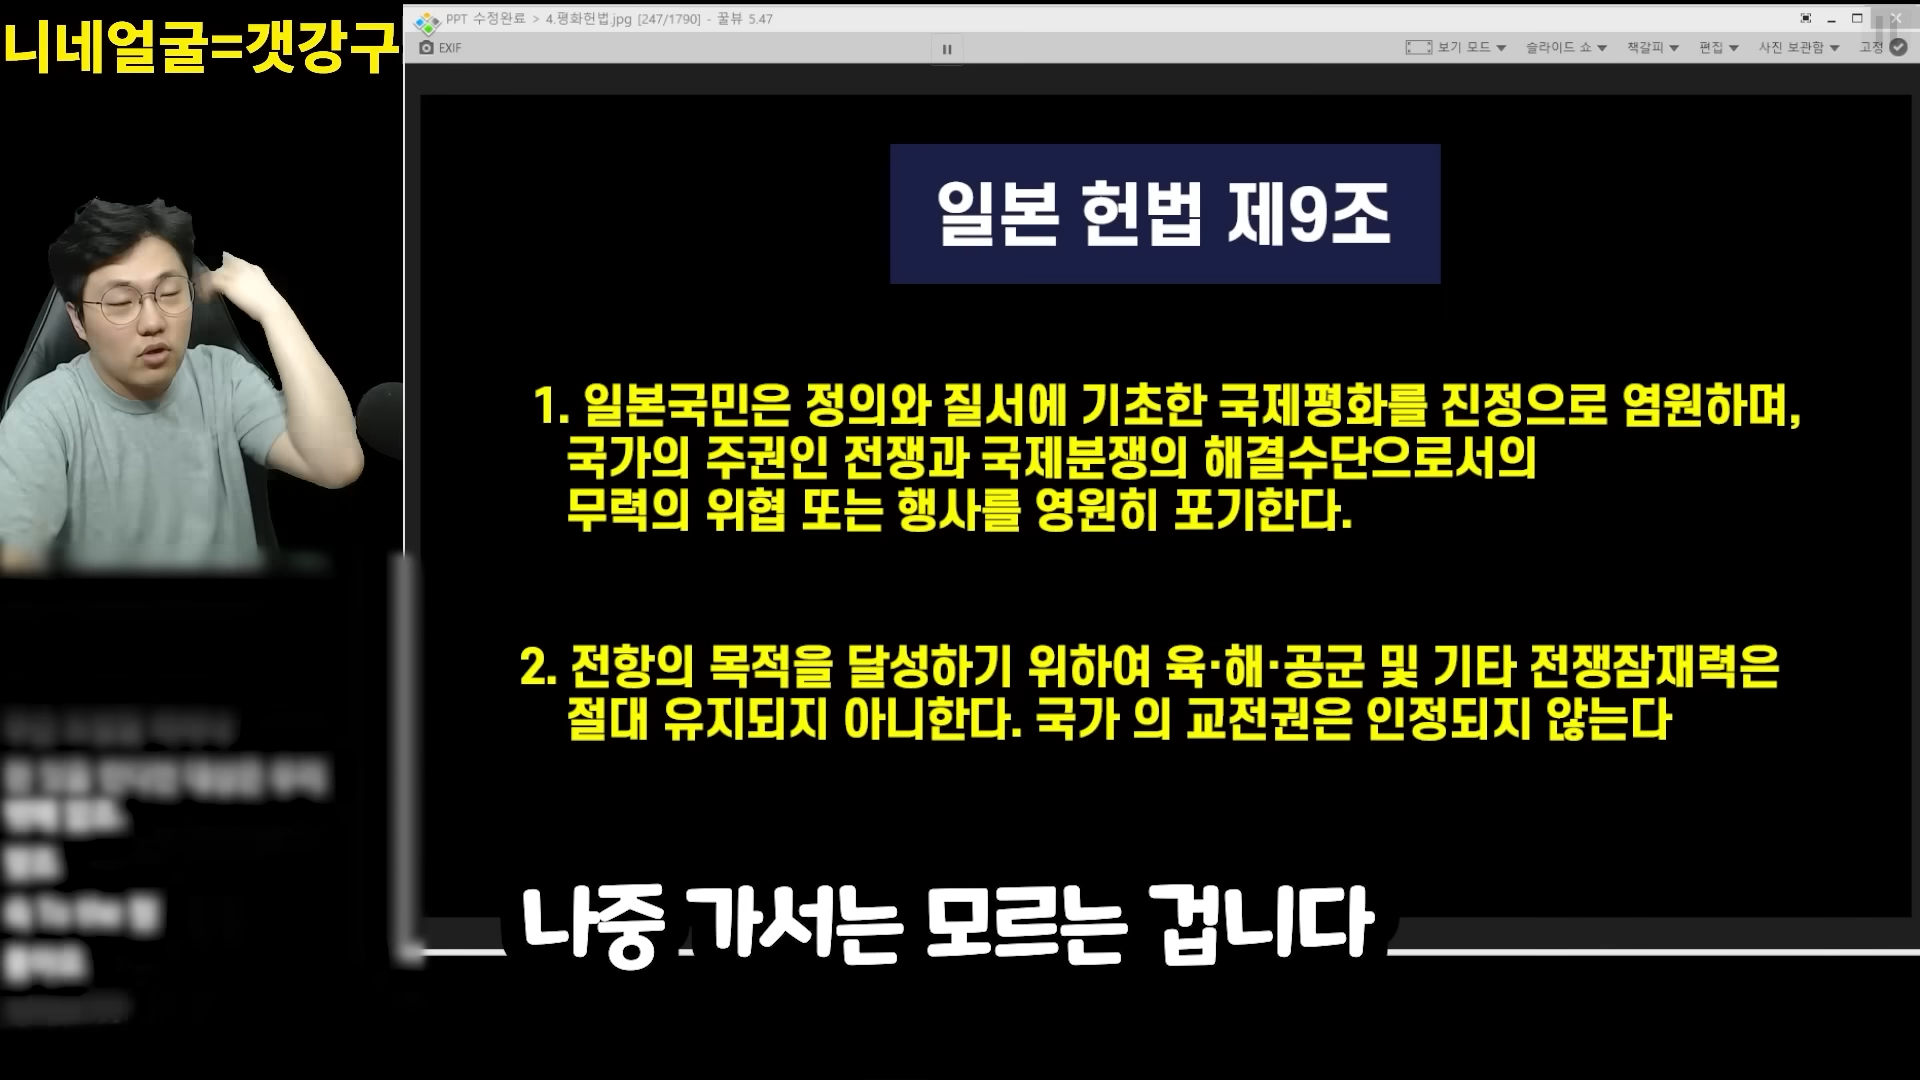 니네얼굴=갯강구
PPT 수정완료 > 4.평화헌법.jpg [247/1790] - 꿀뷰 5.47
EXIF
보기 모드
슬라이드 쇼
책갈피
편집
사진 보관함
고정
일본 헌법 제9조
1. 일본국민은 정의와 질서에 기초한 국제평화를 진정으로 염원하며,
국가의 주권인 전쟁과 국제분쟁의 해결수단으로서의
무력의 위협 또는 행사를 영원히 포기한다.
2. 전항의 목적을 달성하기 위하여 육·해·공군 및 기타 전쟁잠재력은
절대 유지되지 아니한다. 국가 의 교전권은 인정되지 않는다
나중 가서는 모르는 겁니다